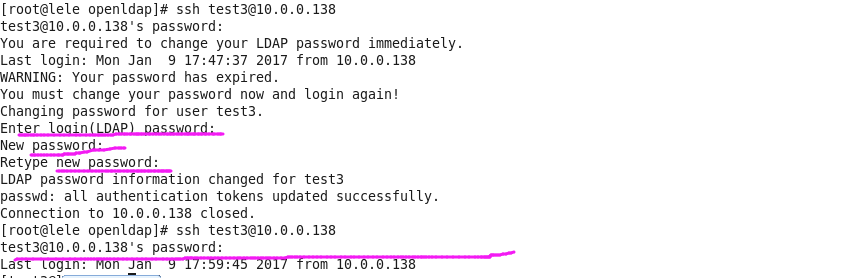 [root@lele openldap]# ssh test3@10.0.0.138
test3@10.0.0.138's password:
You are required to change your LDAP password immediately.
Last login: Mon Jan  9 17:47:37 2017 from 10.0.0.138
WARNING: Your password has expired.
You must change your password now and login again!
Changing password for user test3.
Enter login(LDAP) password:
New password:
Retype new password:
LDAP password information changed for test3
passwd: all authentication tokens updated successfully.
Connection to 10.0.0.138 closed.
[root@lele openldap]# ssh test3@10.0.0.138
test3@10.0.0.138's password:
Last login: Mon Jan  9 17:59:45 2017 from 10.0.0.138